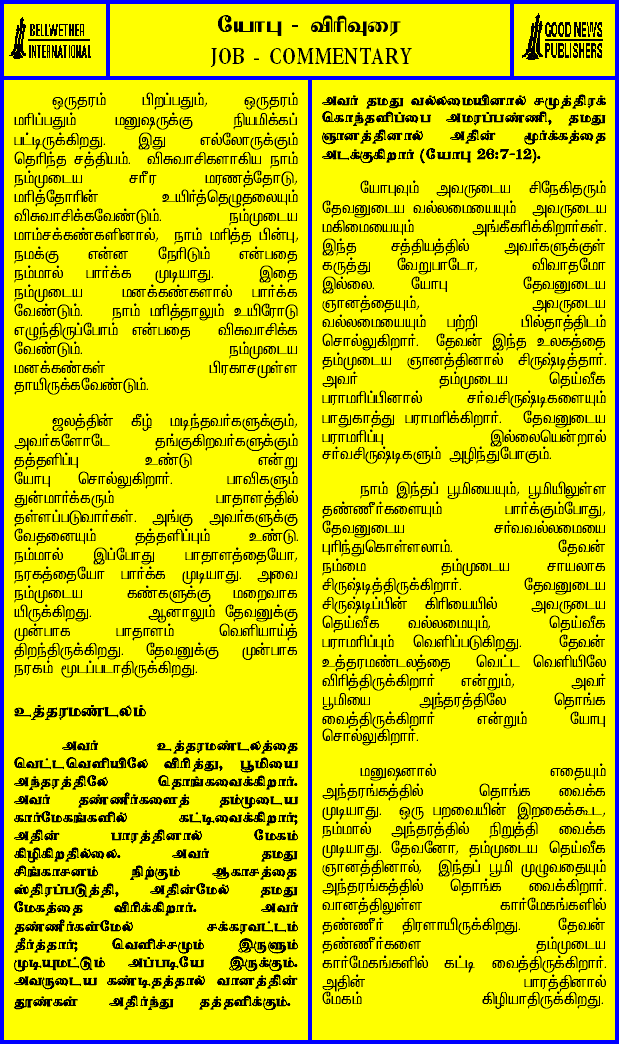 BELLWETHER
INTERNATIONAL
யோபு - விரிவுரை
JOB - COMMENTARY
GOOD NEWS
PUBLISHERS
ஒருதரம் பிறப்பதும், ஒருதரம்
மரிப்பதும் மனுஷருக்கு நியமிக்கப்
பட்டிருக்கிறது. இது எல்லோருக்கும்
தெரிந்த சத்தியம். விசுவாசிகளாகிய நாம்
நம்முடைய சரீர மரணத்தோடு,
மரித்தோரின் உயிர்த்தெழுதலையும்
விசுவாசிக்கவேண்டும். நம்முடைய
மாம்சக்கண்களினால், நாம் மரித்த பின்பு,
நமக்கு என்ன நேரிடும் என்பதை
நம்மால் பார்க்க முடியாது. இதை
நம்முடைய மனக்கண்களால் பார்க்க
வேண்டும். நாம் மரித்தாலும் உயிரோடு
எழுந்திருப்போம் என்பதை விசுவாசிக்க
வேண்டும். நம்முடைய
மனக்கண்கள் பிரகாசமுள்ள
தாயிருக்கவேண்டும்.
ஜலத்தின் கீழ் மடிந்தவர்களுக்கும்,
அவர்களோடே தங்குகிறவர்களுக்கும்
தத்தளிப்பு உண்டு என்று
யோபு சொல்லுகிறார். பாவிகளும்
துன்மார்க்கரும் பாதாளத்தில்
தள்ளப்படுவார்கள். அங்கு அவர்களுக்கு
வேதனையும் தத்தளிப்பும் உண்டு.
நம்மால் இப்போது பாதாளத்தையோ,
நரகத்தையோ பார்க்க முடியாது. அவை
நம்முடைய கண்களுக்கு மறைவாக
யிருக்கிறது. ஆனாலும் தேவனுக்கு
முன்பாக பாதாளம் வெளியாய்த்
திறந்திருக்கிறது. தேவனுக்கு முன்பாக
நரகம் மூடப்படாதிருக்கிறது.
உத்தரமண்டலம்
அவர் உத்தரமண்டலத்தை
வெட்டவெளியிலே விரித்து, பூமியை
அந்தரத்திலே தொங்கவைக்கிறார்.
அவர் தண்ணீர்களைத் தம்முடைய
கார்மேகங்களில் கட்டிவைக்கிறார்;
அதின் பாரத்தினால் மேகம்
கிழிகிறதில்லை. அவர் தமது
சிங்காசனம் நிற்கும் ஆகாசத்தை
ஸ்திரப்படுத்தி, அதின்மேல் தமது
மேகத்தை விரிக்கிறார். அவர்
தண்ணீர்கள்மேல் சக்கரவட்டம்
தீர்த்தார்; வெளிச்சமும் இருளும்
முடியுமட்டும் அப்படியே இருக்கும்.
அவருடைய கண்டிதத்தால் வானத்தின்
தூண்கள் அதிர்ந்து தத்தளிக்கும்.
அவர் தமது வல்லமையினால் சமுத்திரக்
கொந்தளிப்பை அமரப்பண்ணி, தமது
ஞானத்தினால் அதின் மூர்க்கத்தை
அடக்குகிறார் (யோபு 26:7-12).
யோபுவும் அவருடைய சிநேகிதரும்
தேவனுடைய வல்லமையையும் அவருடைய
மகிமையையும் அங்கீகரிக்கிறார்கள்.
இந்த சத்தியத்தில் அவர்களுக்குள்
கருத்து வேறுபாடோ, விவாதமோ
இல்லை. யோபு தேவனுடைய
ஞானத்தையும், அவருடைய
வல்லமையையும் பற்றி பில்தாத்திடம்
சொல்லுகிறார். தேவன் இந்த உலகத்தை
தம்முடைய ஞானத்தினால் சிருஷ்டித்தார்.
அவர் தம்முடைய தெய்வீக
பராமரிப்பினால் சர்வசிருஷ்டிகளையும்
பாதுகாத்து பராமரிக்கிறார். தேவனுடைய
பராமரிப்பு இல்லையென்றால்
சர்வசிருஷ்டிகளும் அழிந்துபோகும்.
நாம் இந்தப் பூமியையும், பூமியிலுள்ள
தண்ணீர்களையும் பார்க்கும்போது,
தேவனுடைய சர்வவல்லமையை
புரிந்துகொள்ளலாம். தேவன்
நம்மை தம்முடைய சாயலாக
சிருஷ்டித்திருக்கிறார். தேவனுடைய
சிருஷ்டிப்பின் கிரியையில் அவருடைய
தெய்வீக வல்லமையும், தெய்வீக
பராமரிப்பும் வெளிப்படுகிறது. தேவன்
உத்தரமண்டலத்தை வெட்ட வெளியிலே
விரித்திருக்கிறார் என்றும், அவர்
பூமியை அந்தரத்திலே தொங்க
வைத்திருக்கிறார் என்றும் யோபு
சொல்லுகிறார்.
மனுஷனால் எதையும்
அந்தரங்கத்தில் தொங்க வைக்க
முடியாது. ஒரு பறவையின் இறகைக்கூட,
நம்மால் அந்தரத்தில் நிறுத்தி வைக்க
முடியாது. தேவனோ, தம்முடைய தெய்வீக
ஞானத்தினால், இந்தப் பூமி முழுவதையும்
அந்தரங்கத்தில் தொங்க வைக்கிறார்.
வானத்திலுள்ள கார்மேகங்களில்
தண்ணீர் திரளாயிருக்கிறது. தேவன்
தண்ணீர்களை தம்முடைய
கார்மேகங்களில் கட்டி வைத்திருக்கிறார்.
அதின் பாரத்தினால்
மேகம் கிழியாதிருக்கிறது.